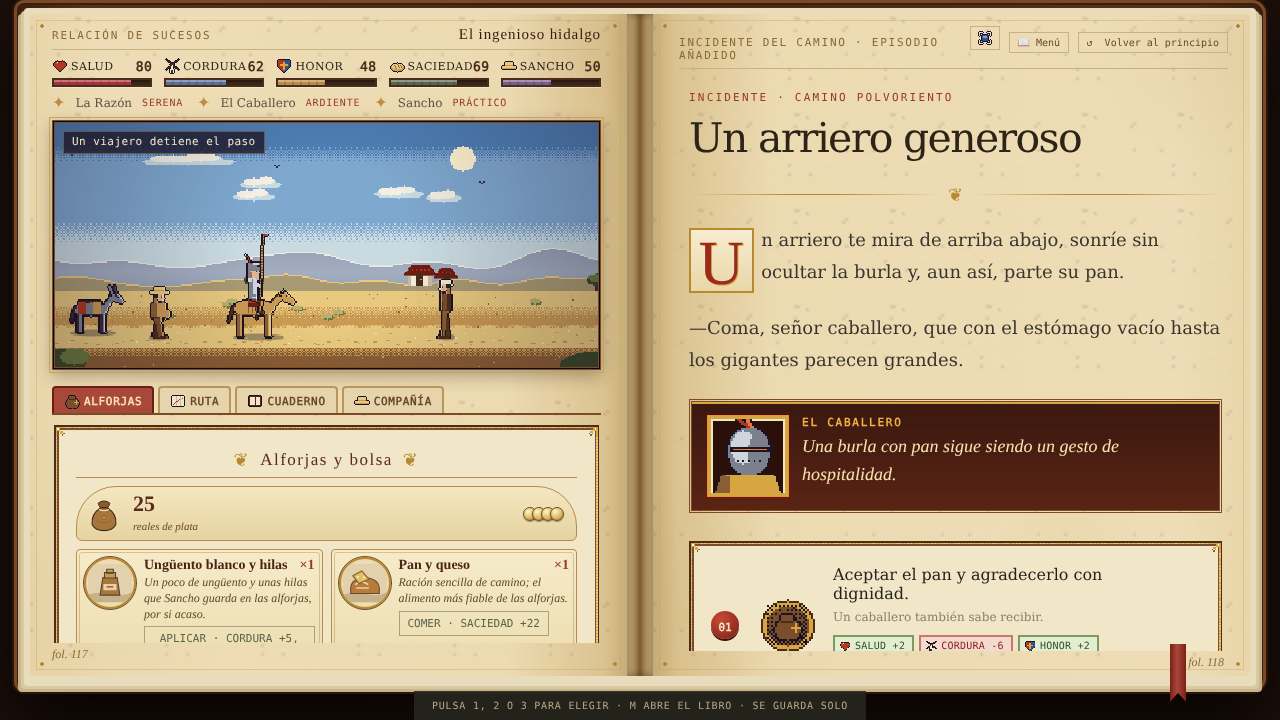 RELACIÓN DE SUCESOS
El ingenioso hidalgo
SALUD 80
CORDURA 62
HONOR 48
SACIEDAD 69
SANCHO 50
La Razón SERENA
El Caballero ARDIENTE
Sancho PRÁCTICO
Un viajero detiene el paso
ALFORJAS
RUTA
CUADERNO
COMPAÑÍA
Alforjas y bolsa
25
reales de plata
Ungüento blanco y hilas ×1
Un poco de ungüento y unas hilas
que Sancho guarda en las alforjas,
por si acaso.
APLICAR · CORDURA +5,
Pan y queso ×1
Ración sencilla de camino; el
alimento más fiable de las alforjas.
COMER · SACIEDAD +22
fol. 117
INCIDENTE DEL CAMINO · EPISODIO
AÑADIDO
Menú
↺ Volver al principio
INCIDENTE · CAMINO POLVORIENTO
Un arriero generoso
Un arriero te mira de arriba abajo, sonríe sin
ocultar la burla y, aun así, parte su pan.
—Coma, señor caballero, que con el estómago vacío hasta
los gigantes parecen grandes.
EL CABALLERO
Una burla con pan sigue siendo un gesto de
hospitalidad.
01
Aceptar el pan y agradecerlo con
dignidad.
Un caballero también sabe recibir.
SALUD +2
CORDURA -6
HONOR +2
fol. 118
PULSA 1, 2 O 3 PARA ELEGIR · M ABRE EL LIBRO · SE GUARDA SOLO